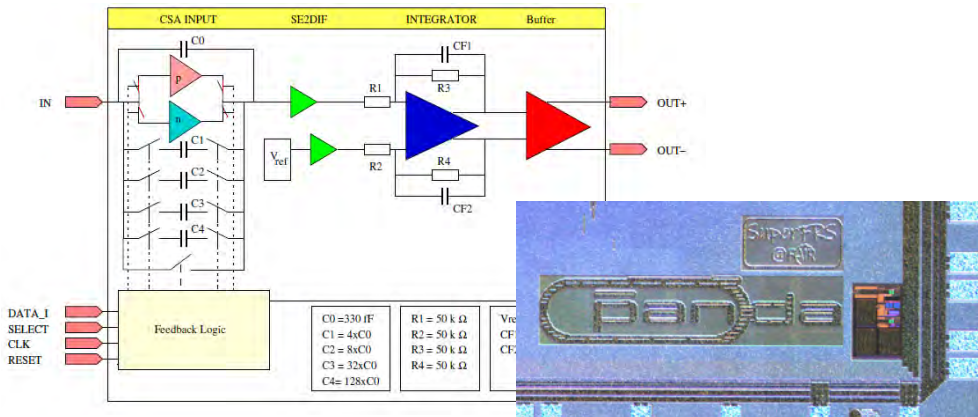 CSA INPUT SE2DIF INTEGRATOR Buffer
C0
CF1
p
R1
R3
IN
OUT+
n
C1
V ref
R2
R4
OUT−
C2
CF2
C3
C4
SuperFRS
@FAIR
panda
DATA_I
SELECT
CLK
RESET
Feedback Logic
C0 =330 fF
C1 = 4xC0
C2 = 8xC0
C3 = 32xC0
C4= 128xC0
R1 = 50 k Ω
R2 = 50 k Ω
R3 = 50 k Ω
R4 = 50 k Ω
Vre
CF
CF